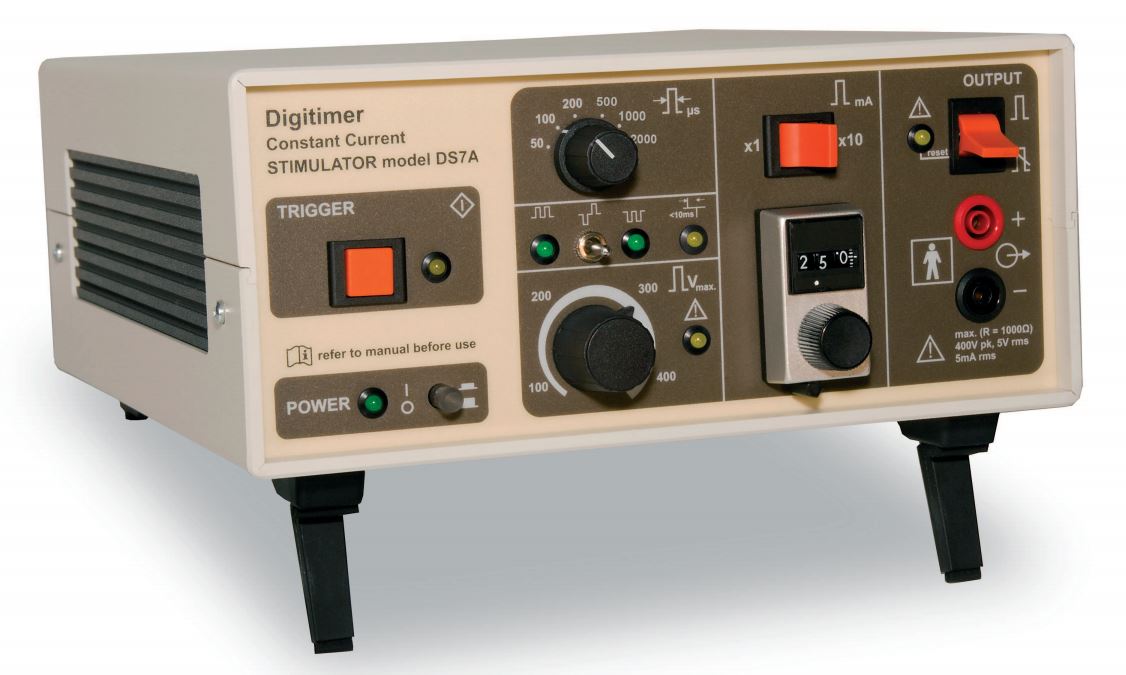 Digitimer
Constant Current
STIMULATOR model DS7A
TRIGGER
refer to manual before use
POWER
I
O
50
100
200
500
1000
2000
µs
<10ms
100
200
300
400
Vmax.
mA
x1
x10
2 5 0
OUTPUT
reset
+
−
max. (R = 1000Ω)
400V pk, 5V rms
5mA rms